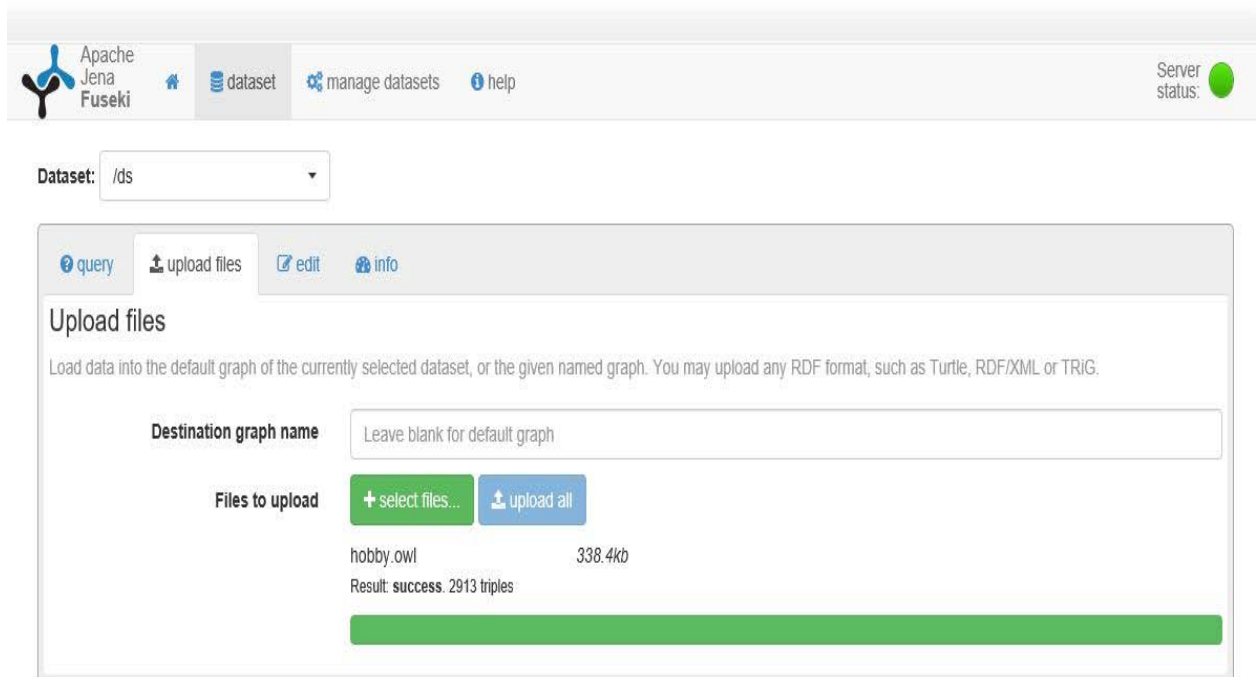 Apache
Jena
Fuseki
dataset
manage datasets
help
Server
status:
Dataset: /ds
query upload files edit info
Upload files
Load data into the default graph of the currently selected dataset, or the given named graph. You may upload any RDF format, such as Turtle, RDF/XML or TRiG.
Destination graph name Leave blank for default graph
Files to upload + select files... upload all
hobby.owl 338.4kb
Result: success. 2913 triples